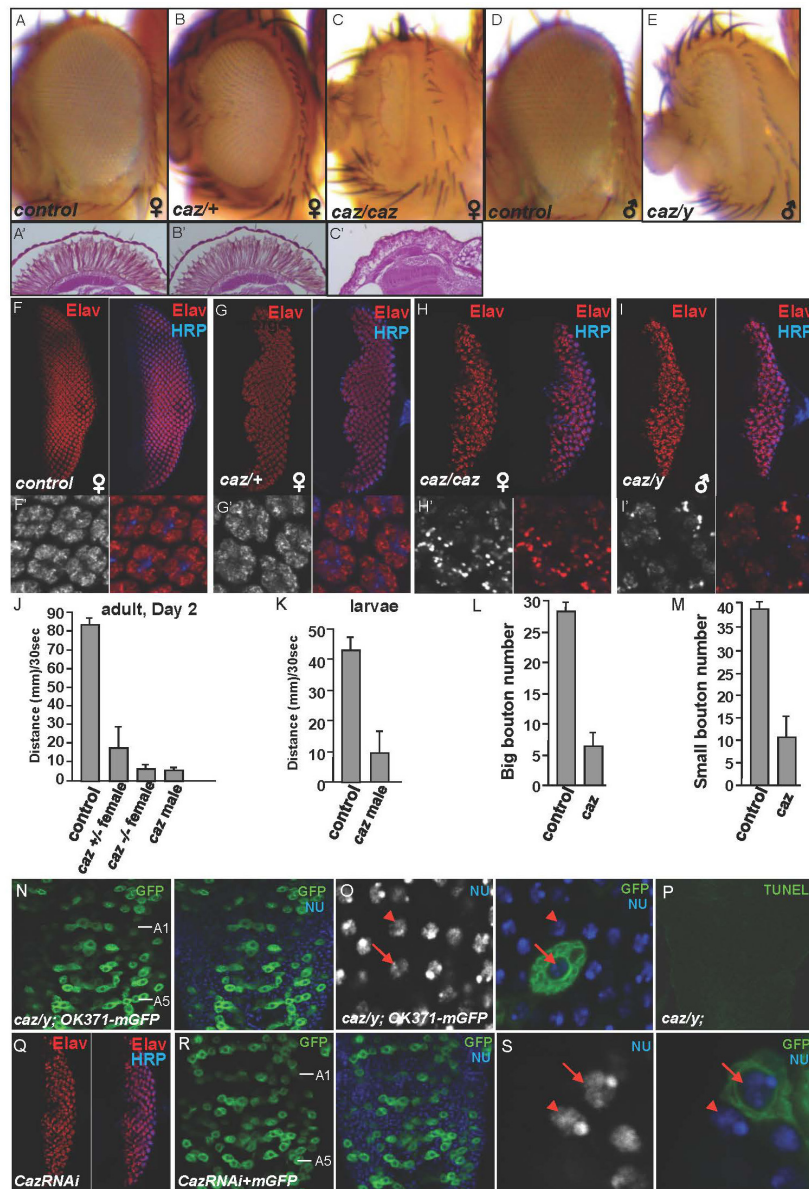 A B C D E
control ♀ caz/+ ♀ caz/caz ♀ control ♂ caz/y ♂
A' B' C'
F Elav Elav G Elav Elav H Elav Elav I Elav Elav
HRP HRP HRP HRP
control ♀ caz/+ ♀ caz/caz ♀ caz/y ♂
F' G' H' I'
J adult, Day 2
Distance (mm)/30sec
90
80
70
60
50
40
30
20
10
0
control
caz +/- female
caz -/- female
caz male
K larvae
Distance (mm)/30sec
50
40
30
20
10
0
control
caz male
L
Big bouton number
30
25
20
15
10
5
0
control
caz
M
Small bouton number
40
35
30
25
20
15
10
5
0
control
caz
N GFP GFP O NU GFP P TUNEL
NU NU
A1
A5
caz/y; OK371-mGFP caz/y; OK371-mGFP caz/y;
Q Elav Elav R GFP GFP S NU GFP
HRP NU NU
A1
A5
CazRNAi CazRNAi+mGFP